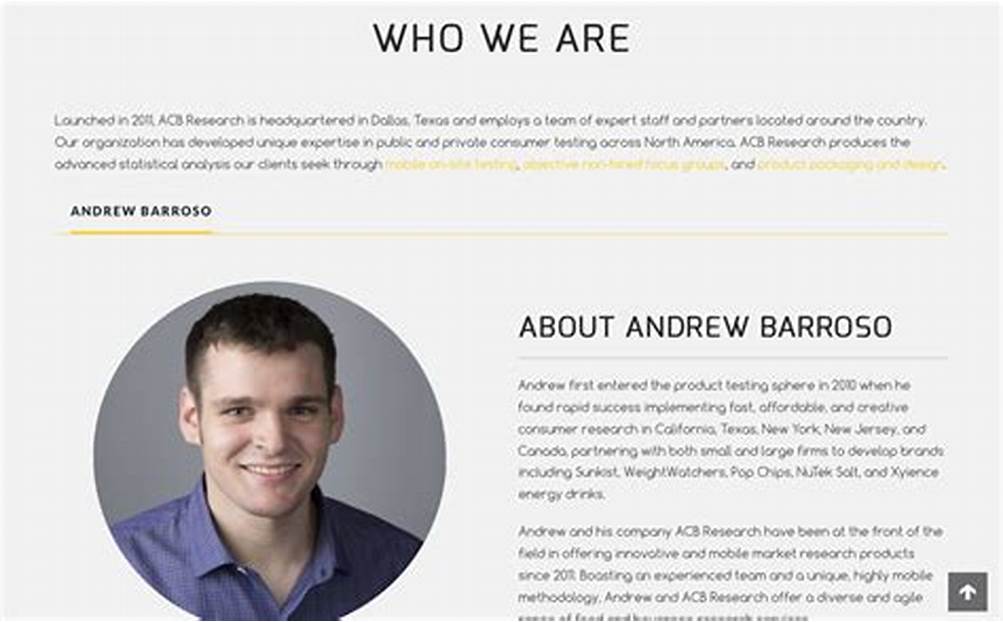 WHO WE ARE
Launched in 2011, ACB Research is headquartered in Dallas, Texas and employs a team of expert staff and partners located around the country.
Our organization has developed unique expertise in public and private consumer testing across North America. ACB Research produces the
advanced statistical analysis our clients seek through mobile on-site testing, objective non-biased focus groups, and product packaging and design.
ANDREW BARROSO
ABOUT ANDREW BARROSO
Andrew first entered the product testing sphere in 2010 when he
found rapid success implementing fast, affordable, and creative
consumer research in California, Texas, New York, New Jersey, and
Canada, partnering with both small and large firms to develop brands
including Sunkist, WeightWatchers, Pop Chips, NuTek Salt, and Xyience
energy drinks.
Andrew and his company ACB Research have been at the front of the
field in offering innovative and mobile market research products
since 2011. Boasting an experienced team and a unique, highly mobile
methodology, Andrew and ACB Research offer a diverse and agile
range of food and beverage research services